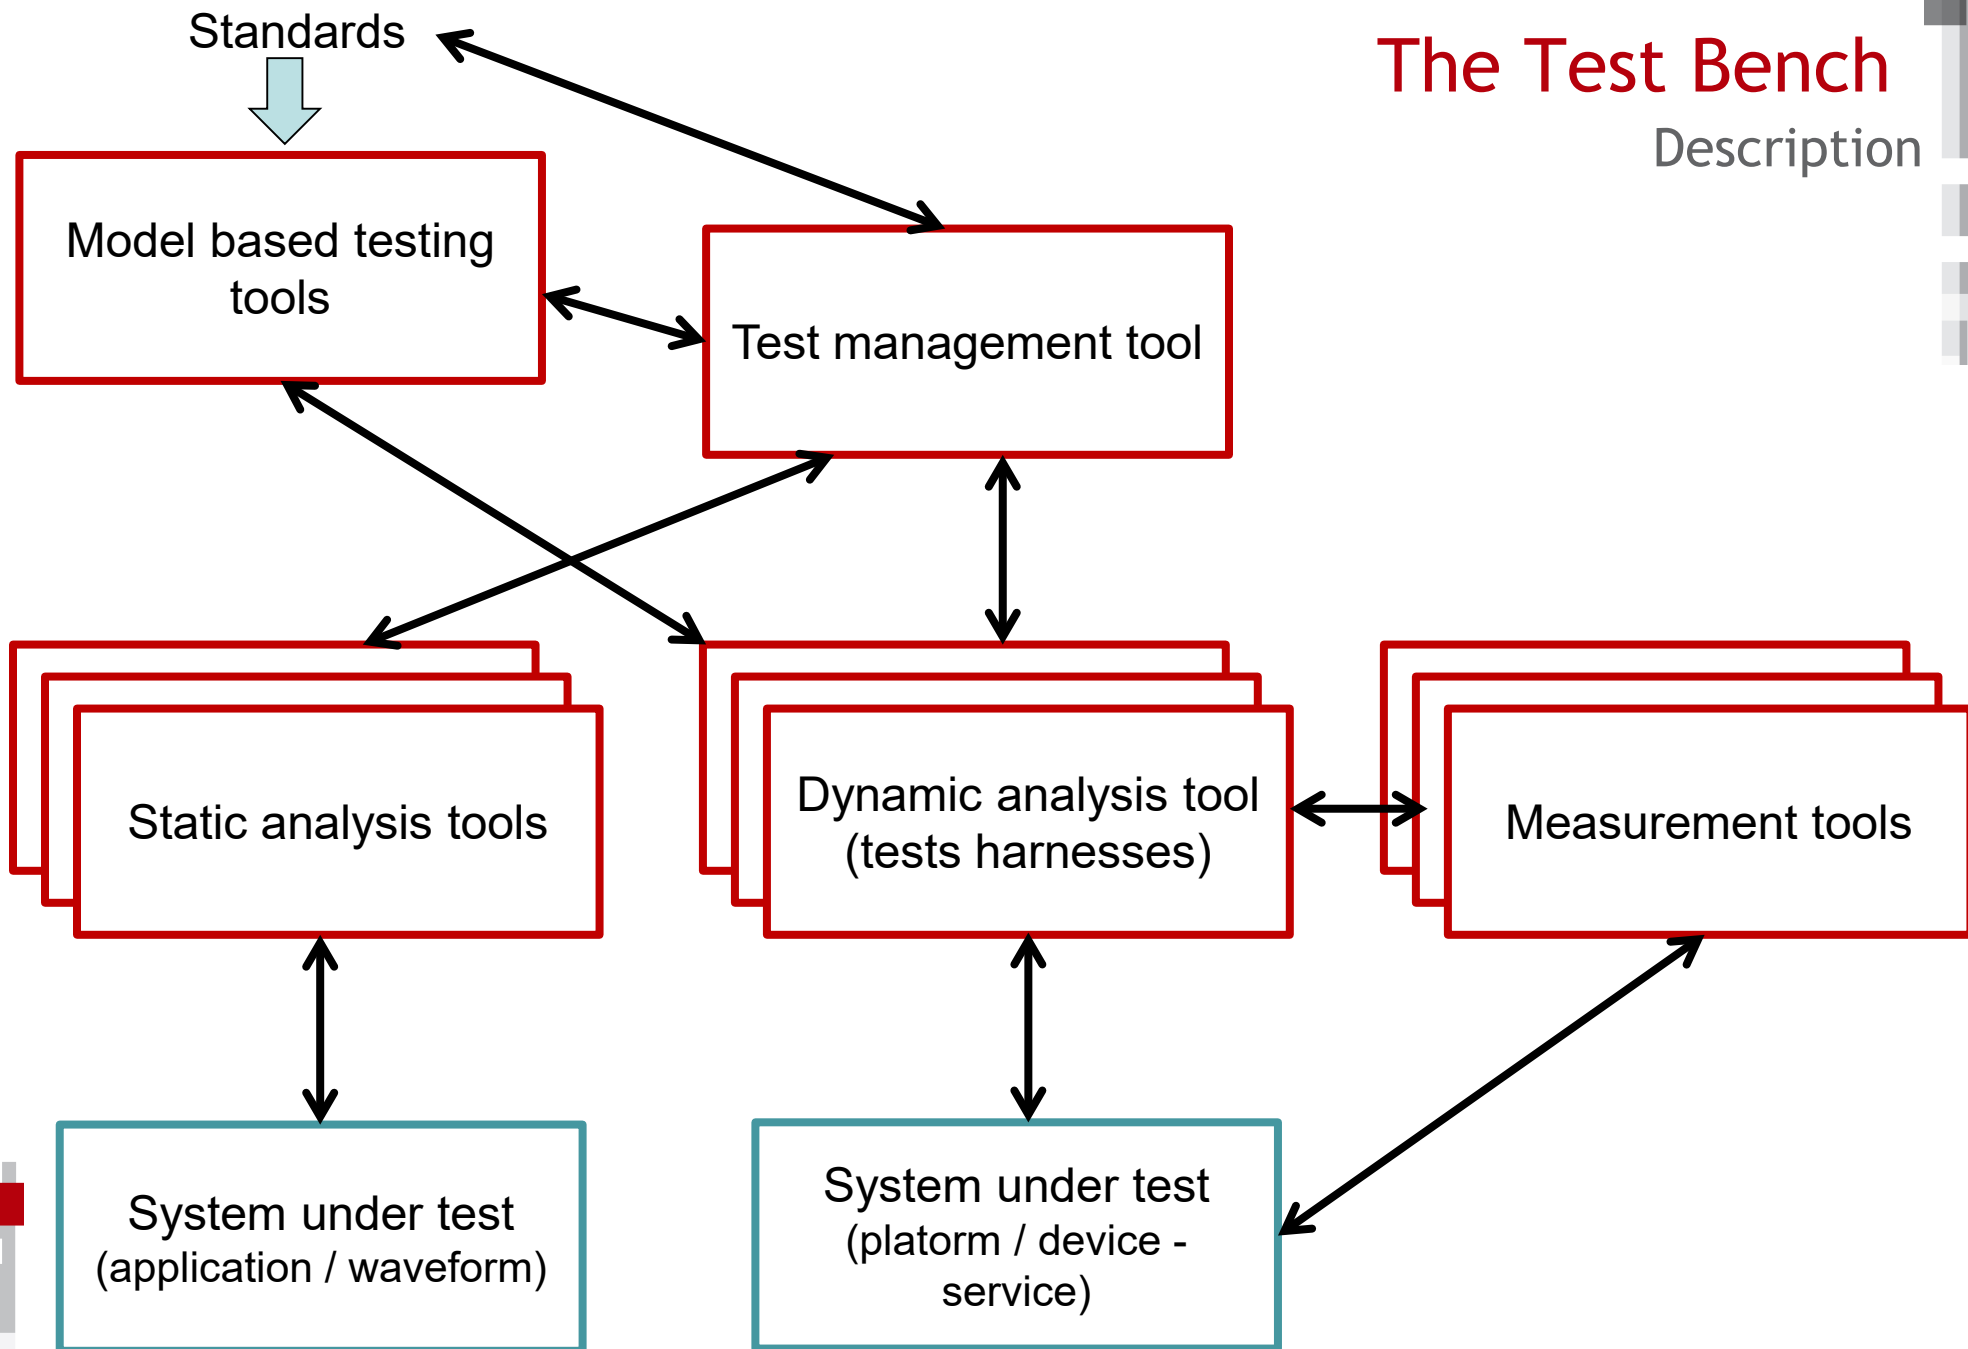 Standards
The Test Bench
Description
Model based testing
tools
Test management tool
Static analysis tools
Dynamic analysis tool
(tests harnesses)
Measurement tools
System under test
(application / waveform)
System under test
(platorm / device -
service)